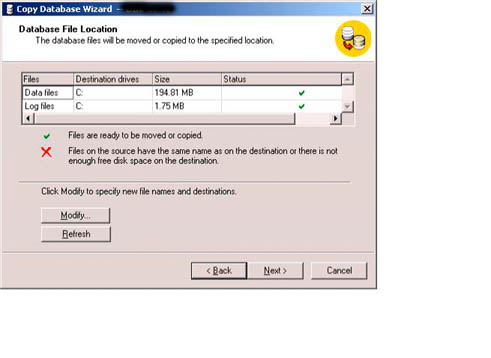 Copy Database Wizard -
Database File Location
The database files will be moved or copied to the specified location.
Files Destination drives Size Status
Data files C: 194.81 MB
Log files C: 1.75 MB
Files are ready to be moved or copied.
Files on the source have the same name as on the destination or there is not
enough free disk space on the destination.
Click Modify to specify new file names and destinations.
Modify...
Refresh
< Back Next > Cancel